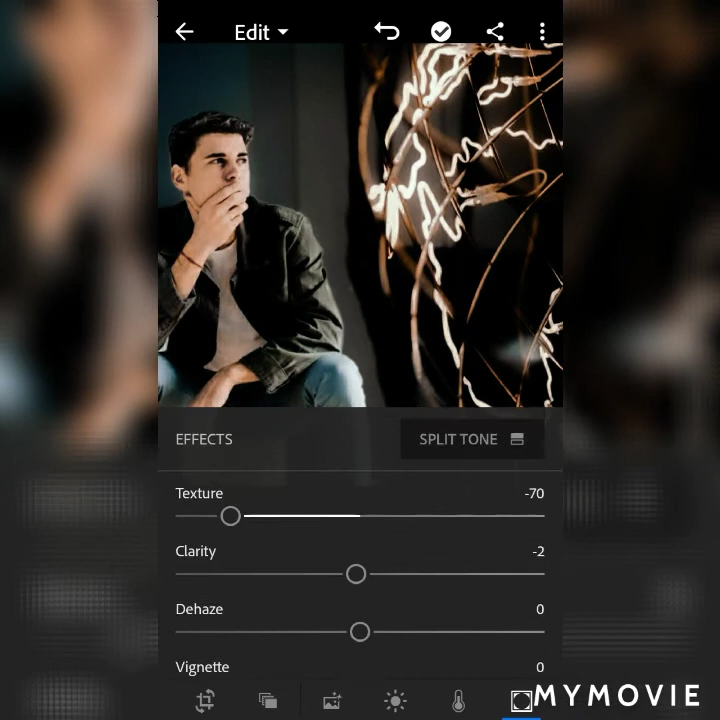 Edit
EFFECTS
SPLIT TONE
Texture -70
Clarity -2
Dehaze 0
Vignette 0
MYMOVIE